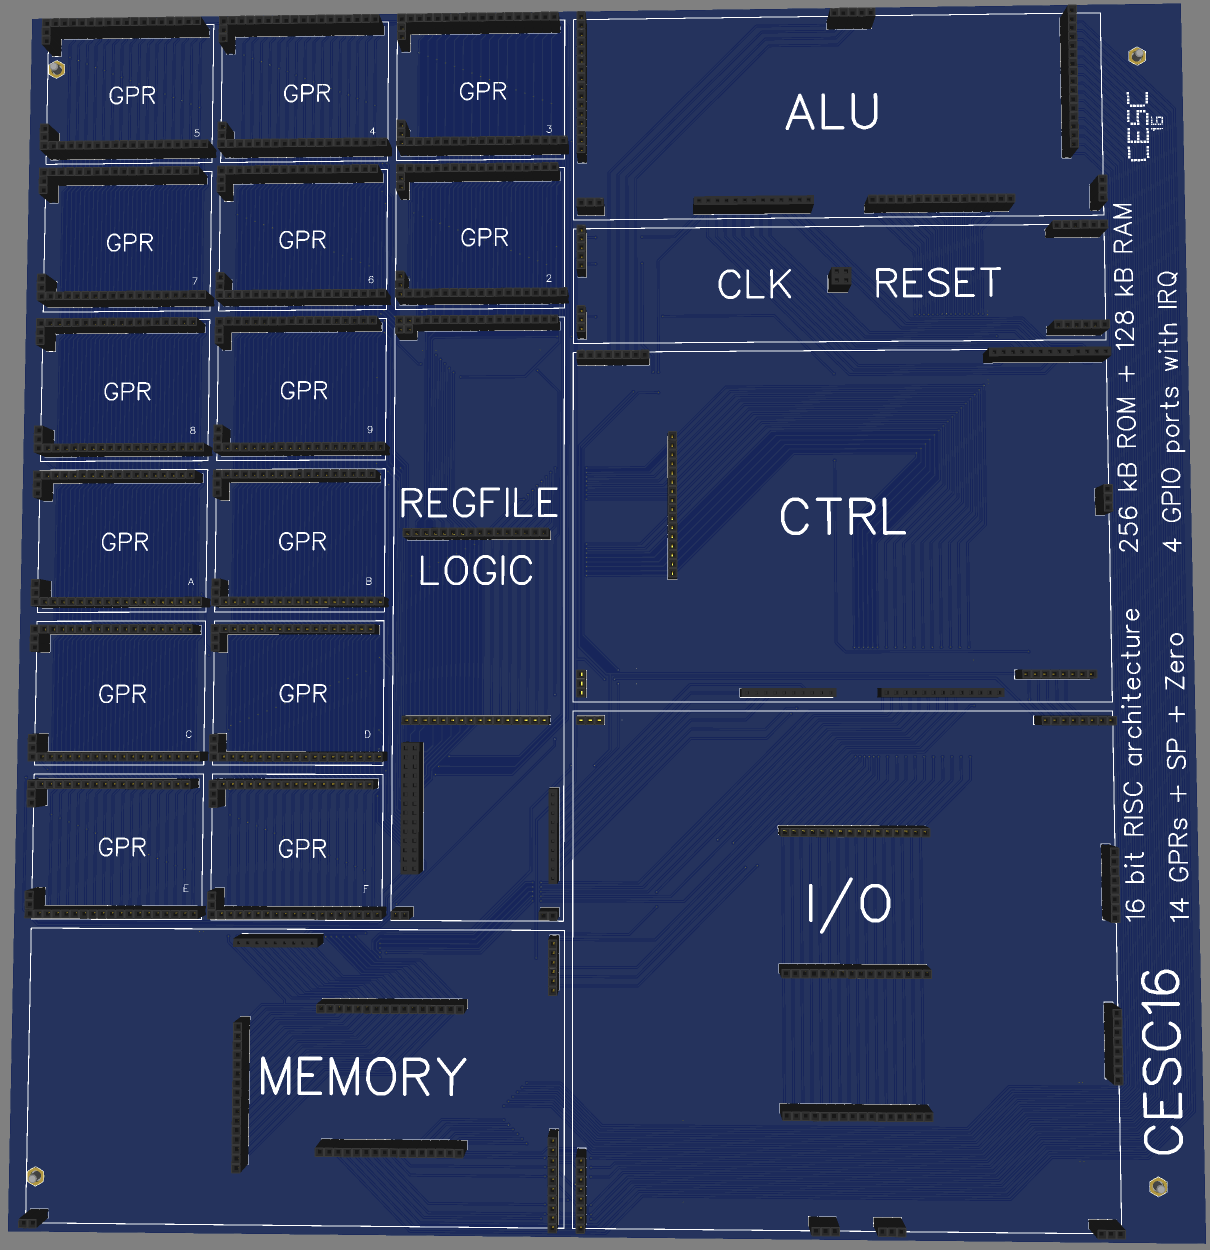 GPR
5
GPR
4
GPR
3
GPR
7
GPR
6
GPR
2
GPR
8
GPR
9
GPR
A
GPR
B
GPR
C
GPR
D
GPR
E
GPR
F
REGFILE
LOGIC
MEMORY
ALU
CLK RESET
CTRL
I/O
CESC
16
16 bit RISC architecture 256 kB ROM + 128 kB RAM
14 GPRs + SP + Zero 4 GPIO ports with IRQ
CESC16